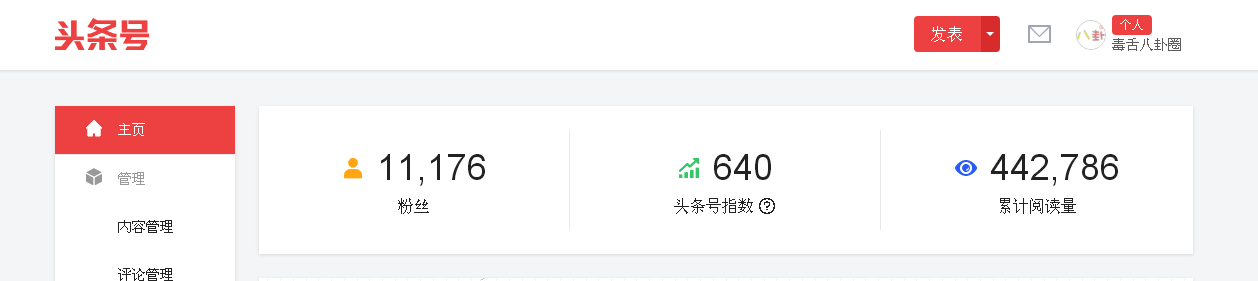 头条号
发表
八卦
个人
毒舌八卦圈
主页
管理
内容管理
评论管理
11,176
粉丝
640
头条号指数 ?
442,786
累计阅读量